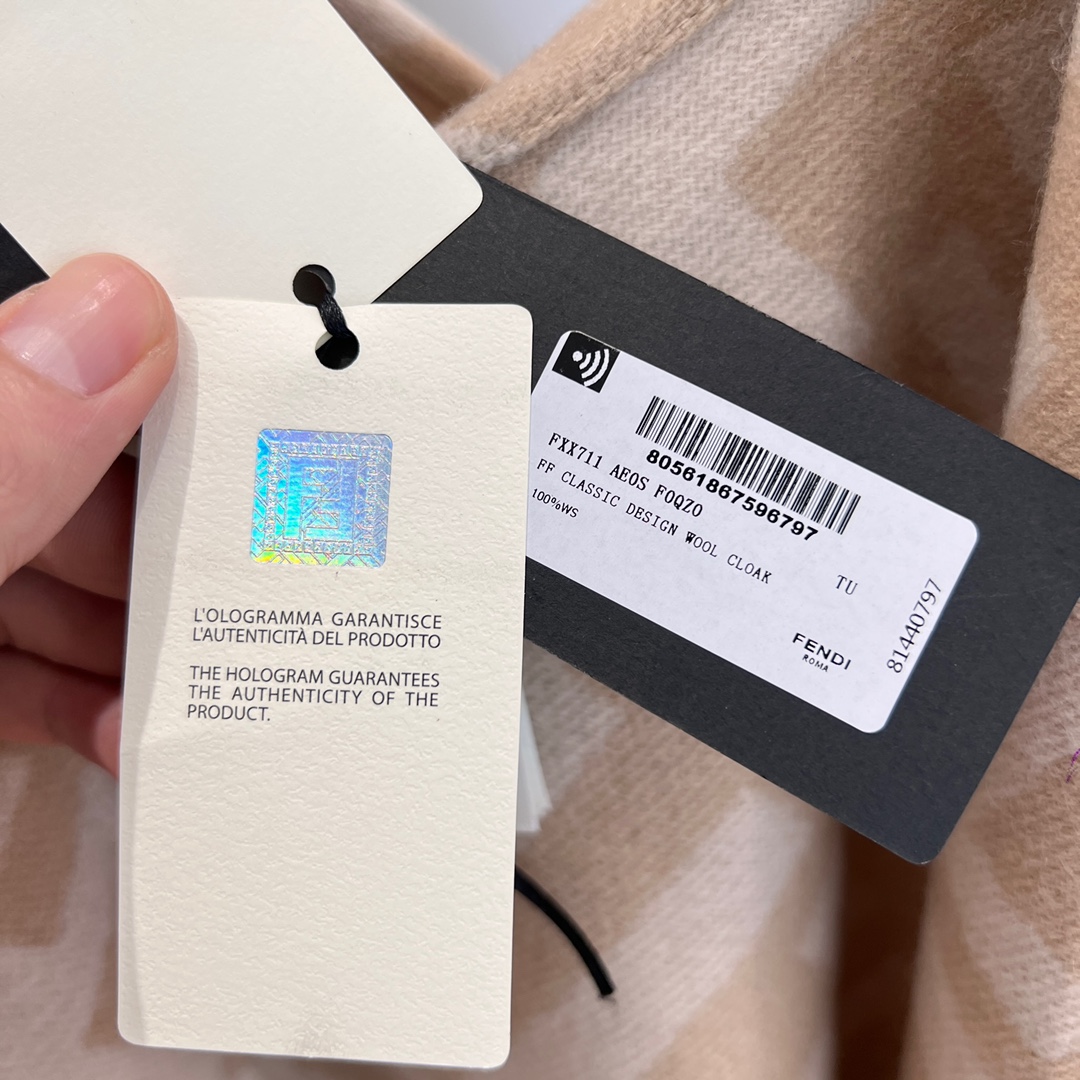 L'OLOGRAMMA GARANTISCE
L'AUTENTICITÀ DEL PRODOTTO
THE HOLOGRAM GUARANTEES
THE AUTHENTICITY OF THE
PRODUCT.
8056186759679​7
FXX711 AEOS F0QZ0
FF CLASSIC DESIGN WOOL CLOAK
100%WS
TU
FENDI
ROMA
81440797